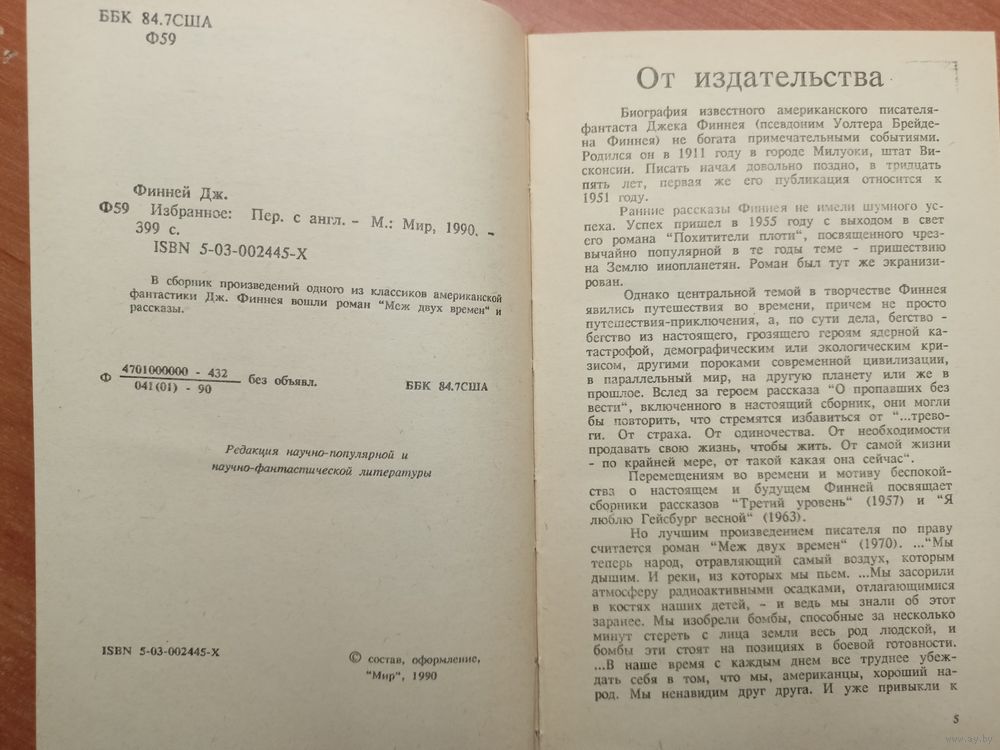 ББК 84.7США
Ф59
Финней Дж.
Ф59 Избранное: Пер. с англ. - М.: Мир, 1990. -
399 с.
ISBN 5-03-002445-X
В сборник произведений одного из классиков американской
фантастики Дж. Финнея вошли роман "Меж двух времен" и
рассказы.
Ф 4701000000 - 432
041(01) - 90 без объявл. ББК 84.7США
Редакция научно-популярной и
научно-фантастической литературы
ISBN 5-03-002445-X
© состав, оформление,
"Мир", 1990
От издательства
Биография известного американского писателя-
фантаста Джека Финнея (псевдоним Уолтера Брейде-
на Финнея) не богата примечательными событиями.
Родился он в 1911 году в городе Милуоки, штат Вис-
консин. Писать начал довольно поздно, в тридцать
пять лет, первая же его публикация относится к
1951 году.
Ранние рассказы Финнея не имели шумного ус-
пеха. Успех пришел в 1955 году с выходом в свет
его романа "Похитители плоти", посвященного чрез-
вычайно популярной в те годы теме - пришествию
на Землю инопланетян. Роман был тут же экранизи-
рован.
Однако центральной темой в творчестве Финнея
явились путешествия во времени, причем не просто
путешествия-приключения, а, по сути дела, бегство -
бегство из настоящего, грозящего героям ядерной ка-
тастрофой, демографическим или экологическим кри-
зисом, другими пороками современной цивилизации,
в параллельный мир, на другую планету или же в
прошлое. Вслед за героем рассказа "О пропавших без
вести", включенного в настоящий сборник, они могли
бы повторить, что стремятся избавиться от "...трево-
ги. От страха. От одиночества. От необходимости
продавать свою жизнь, чтобы жить. От самой жизни
- по крайней мере, от такой какая она сейчас".
Перемещениям во времени и мотиву беспокой-
ства о настоящем и будущем Финней посвящает
сборники рассказов "Третий уровень" (1957) и "Я
люблю Гейсбург весной" (1963).
Но лучшим произведением писателя по праву
считается роман "Меж двух времен" (1970). ..."Мы
теперь народ, отравляющий самый воздух, которым
дышим. И реки, из которых мы пьем. ...Мы засорили
атмосферу радиоактивными осадками, отлагающимися
в костях наших детей, - и ведь мы знали об этот
заранее. Мы изобрели бомбы, способные за несколько
минут стереть с лица земли весь род людской, и
бомбы эти стоят на позициях в боевой готовности.
...В наше время с каждым днем все труднее убеж-
дать себя в том, что мы, американцы, хороший на-
род. Мы ненавидим друг друга. И уже привыкли к
5
www.ay.by